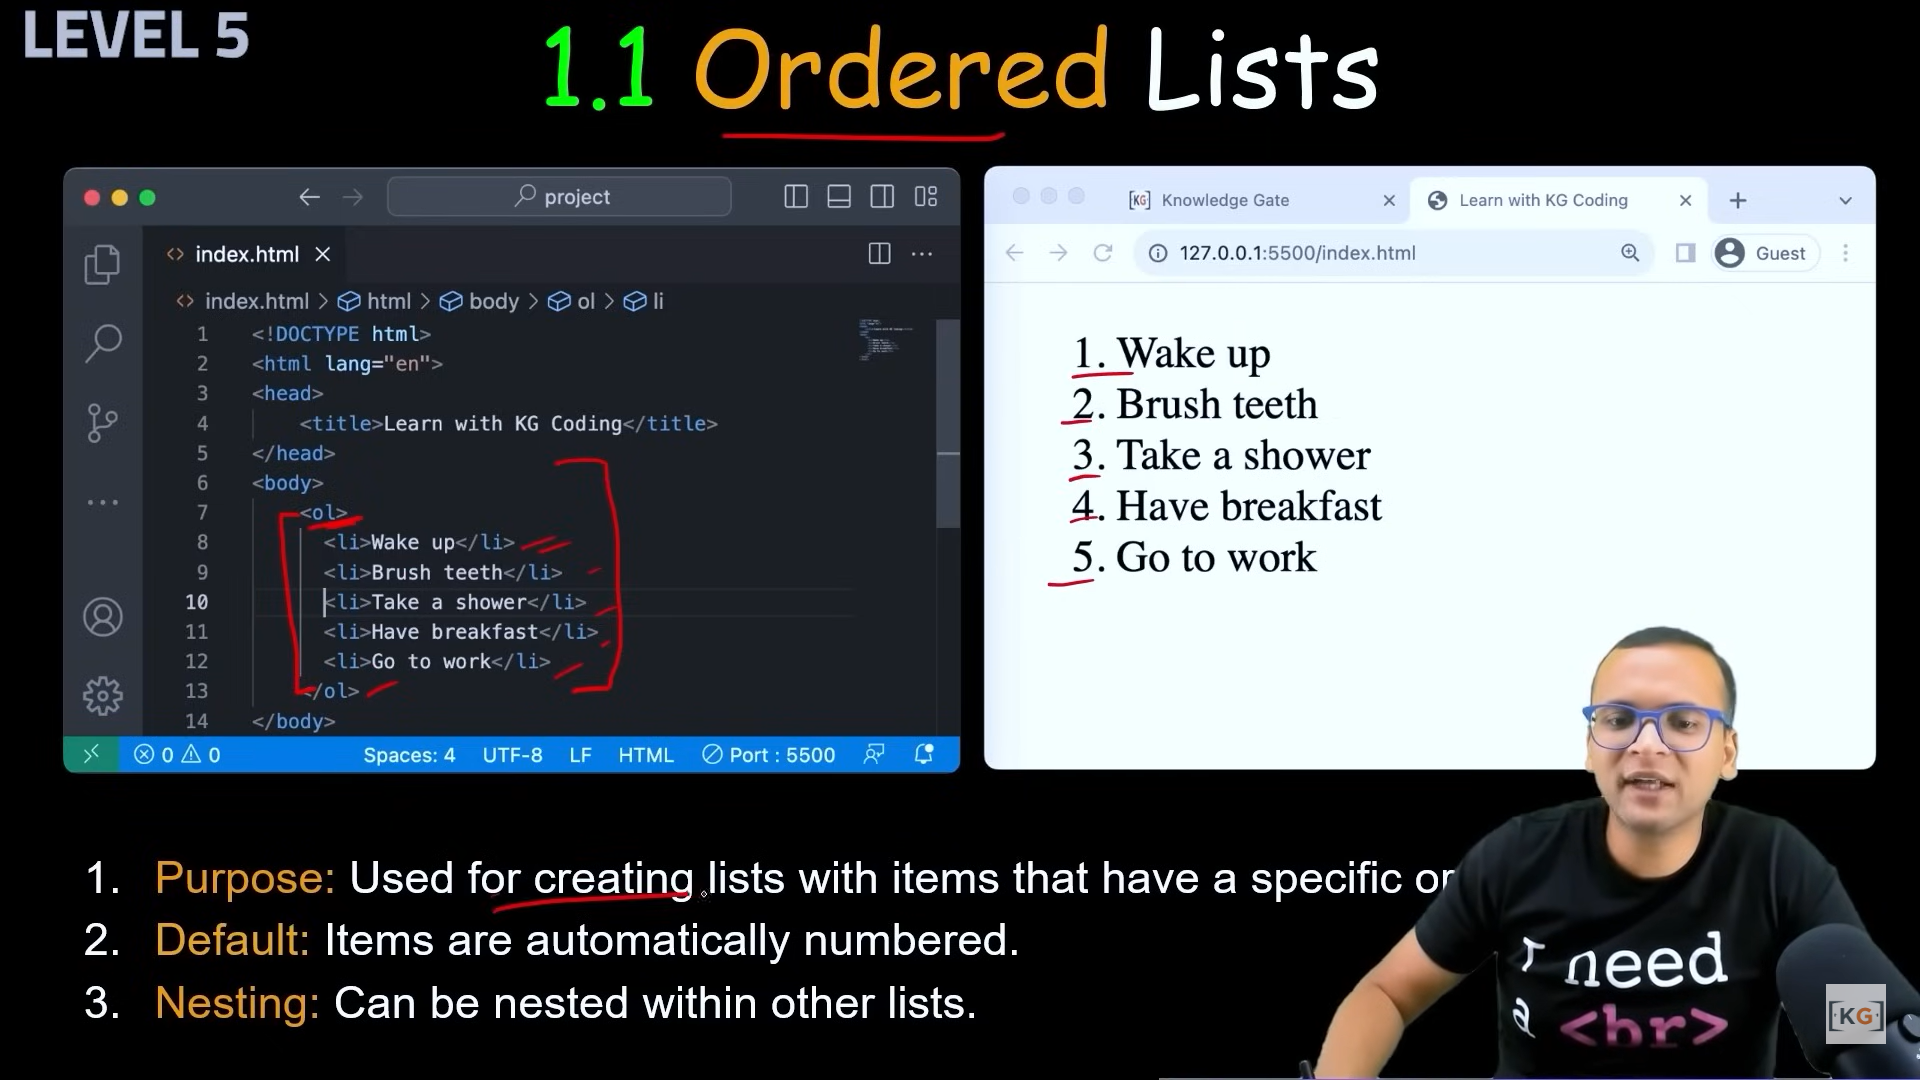 LEVEL 5
1.1 Ordered Lists
project
index.html
index.html > html > body > ol > li
1 <!DOCTYPE html>
2 <html lang="en">
3 <head>
4 <title>Learn with KG Coding</title>
5 </head>
6 <body>
7 <ol>
8 <li>Wake up</li>
9 <li>Brush teeth</li>
10 <li>Take a shower</li>
11 <li>Have breakfast</li>
12 <li>Go to work</li>
13 </ol>
14 </body>
0 0 Spaces: 4 UTF-8 LF HTML Port : 5500
[KG] Knowledge Gate Learn with KG Coding
127.0.0.1:5500/index.html Guest
1. Wake up
2. Brush teeth
3. Take a shower
4. Have breakfast
5. Go to work
1. Purpose: Used for creating lists with items that have a specific or
2. Default: Items are automatically numbered.
3. Nesting: Can be nested within other lists.
I need
a <br>
[KG]